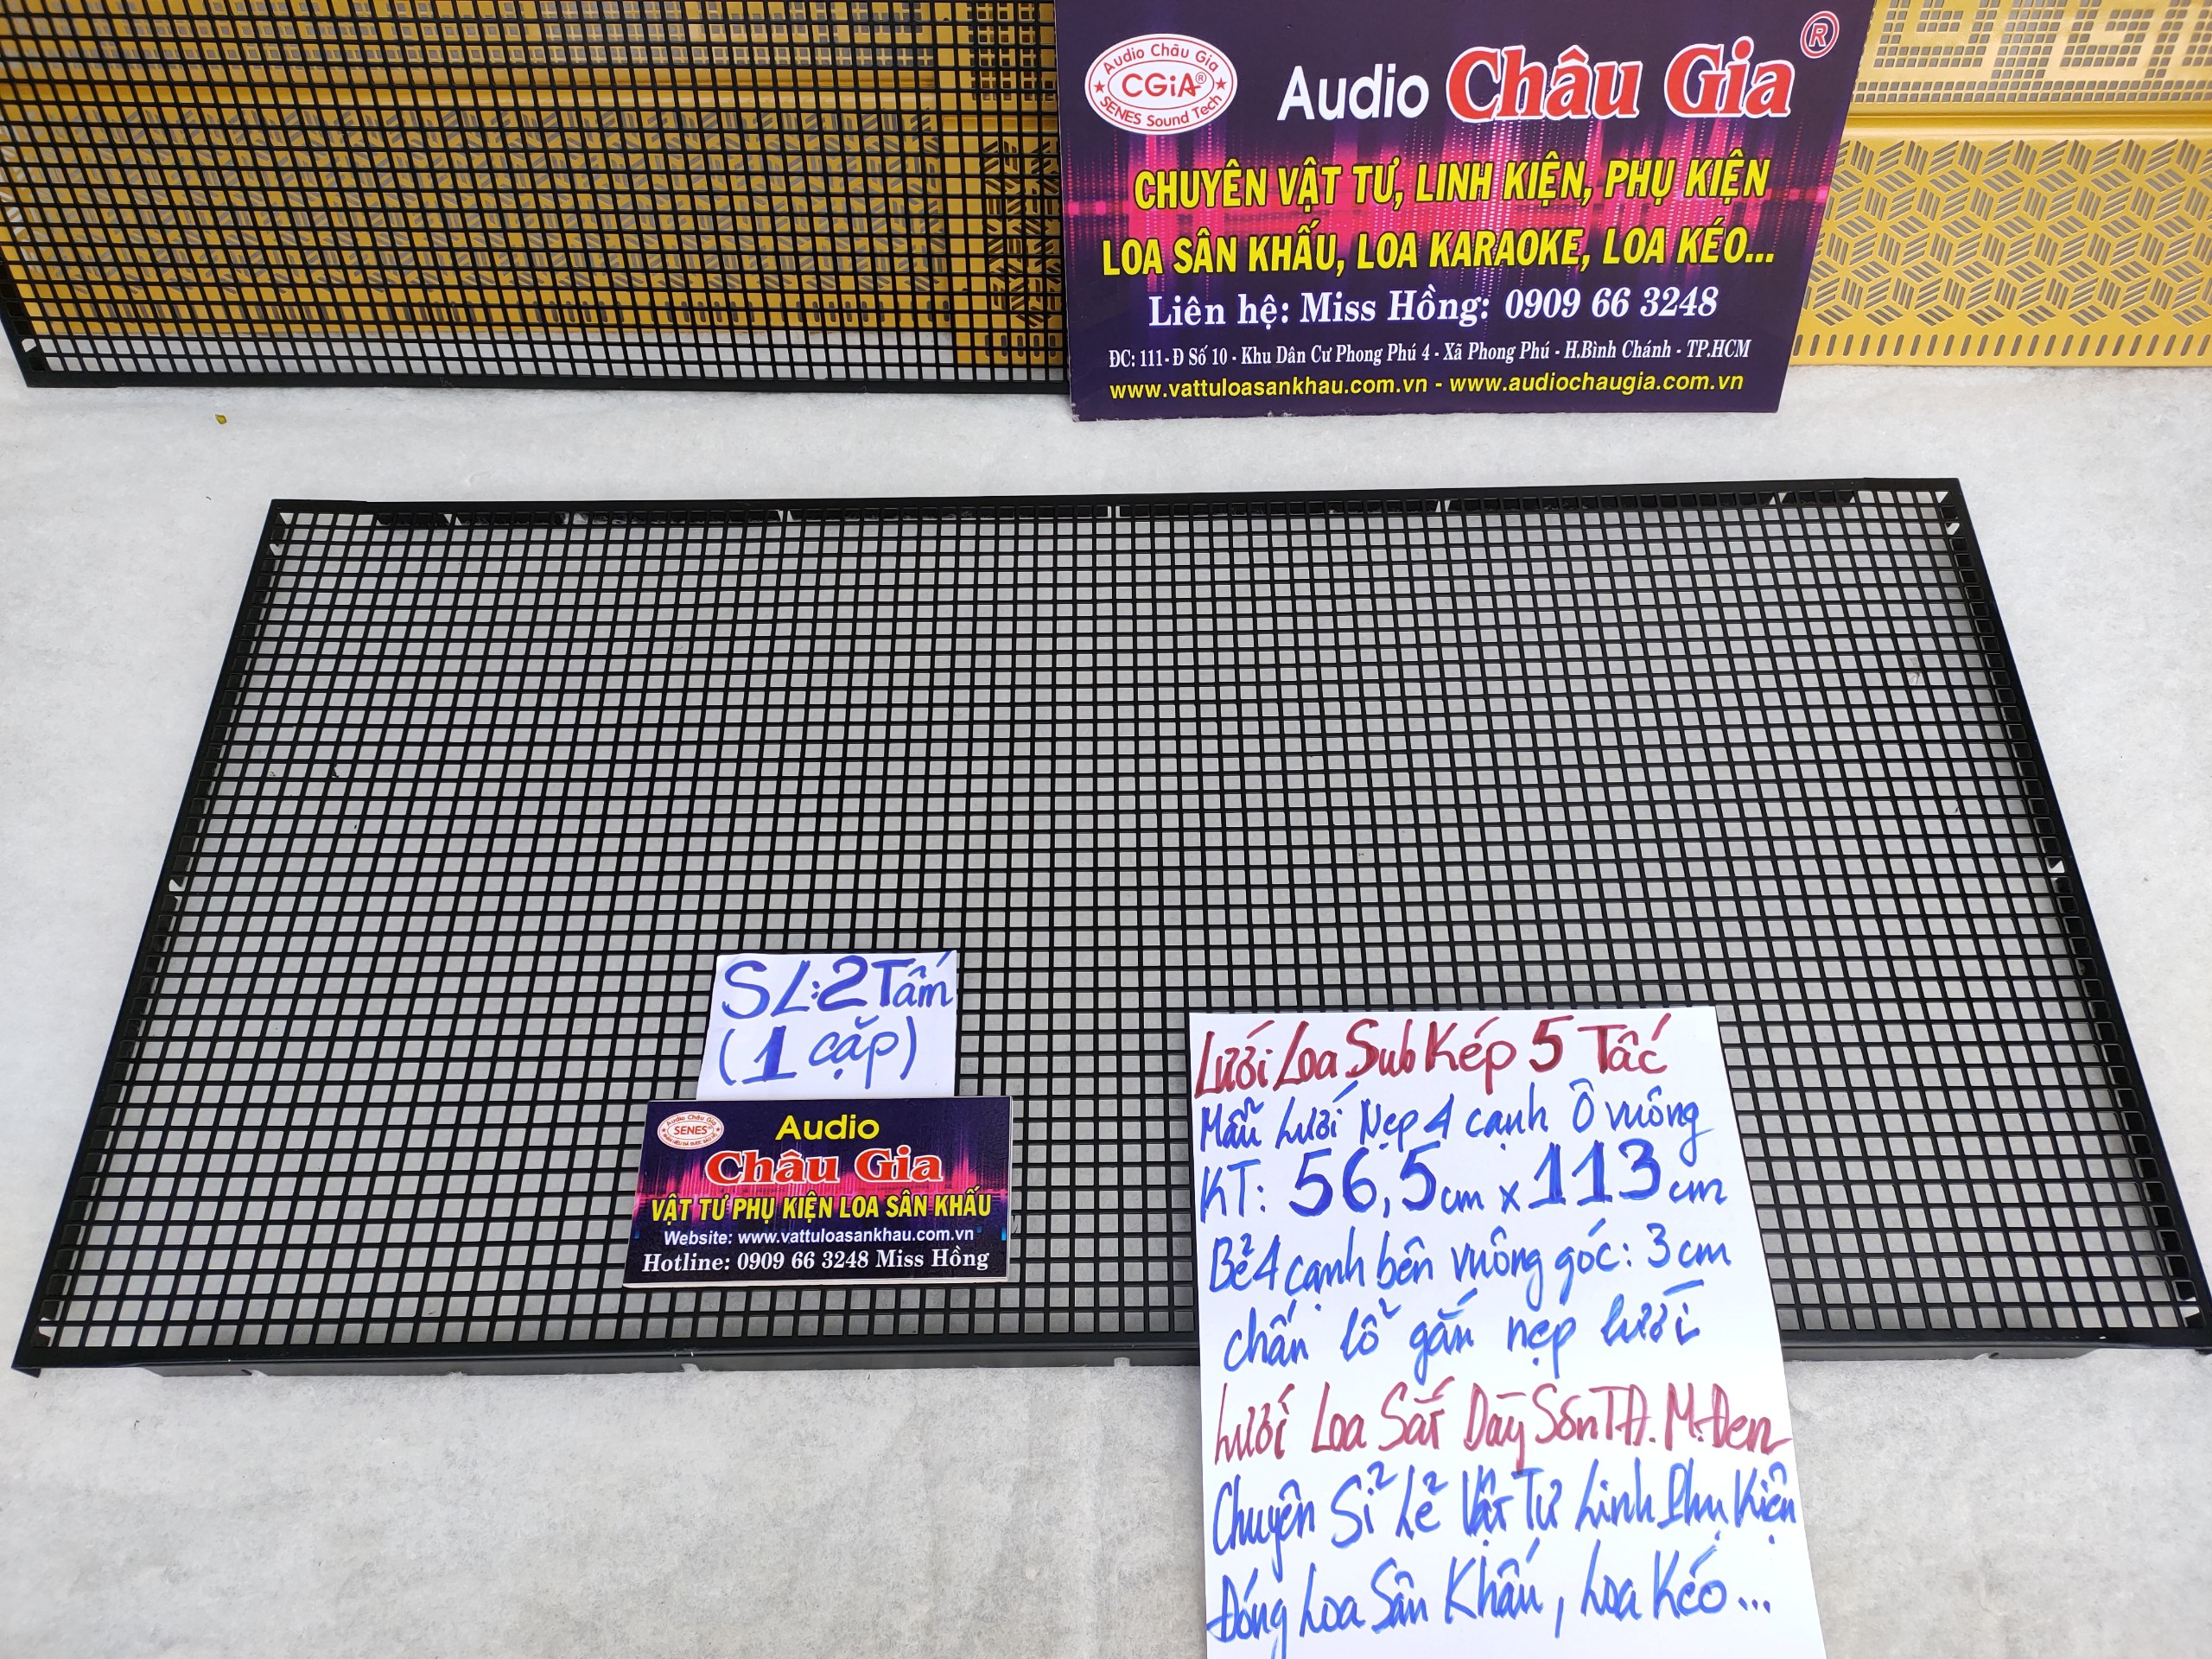 Audio Châu Gia
CGiA®
SENES Sound Tech
Audio Châu Gia ®
CHUYÊN VẬT TƯ, LINH KIỆN, PHỤ KIỆN
LOA SÂN KHẤU, LOA KARAOKE, LOA KÉO...
Liên hệ: Miss Hồng: 0909 66 3248
ĐC: 111- Đ Số 10 - Khu Dân Cư Phong Phú 4 - Xã Phong Phú - H.Bình Chánh - TP.HCM
www.vattuloasankhau.com.vn - www.audiochaugia.com.vn
SL: 2 Tấm
(1 cặp)
Audio Châu Gia
SENES
Audio
Châu Gia
VẬT TƯ PHỤ KIỆN LOA SÂN KHẤU
Website: www.vattuloasankhau.com.vn
Hotline: 0909 66 3248 Miss Hồng
Lưới Loa Sub Kép 5 Tấc
Mẫu Lưới Nẹp 4 cạnh Ô vuông
KT: 56,5cm x 113cm
Bẻ 4 cạnh bên vuông góc: 3cm
chấn lỗ gắn nẹp lưới
Lưới Loa Sắt Dày Sơn TĐ. M. Đen
Chuyên Sỉ Lẻ Vật Tư Linh Phụ Kiện
Đóng Loa Sân Khấu, Loa Kéo...